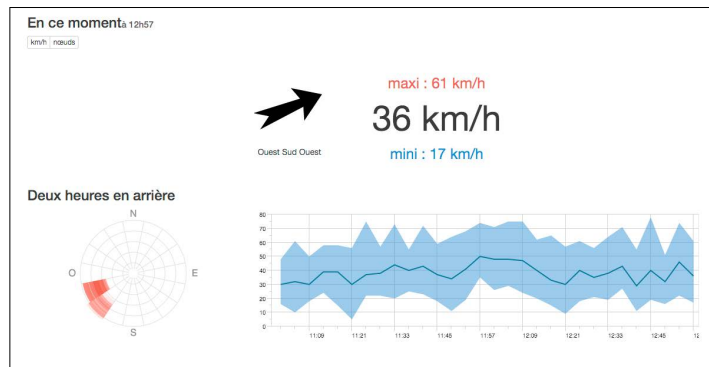 En ce moment à 12h57
km/h nœuds
maxi : 61 km/h
36 km/h
Ouest Sud Ouest
mini : 17 km/h
Deux heures en arrière
N
O
E
S
80
70
60
50
40
30
20
10
0
11:09 11:21 11:33 11:45 11:57 12:09 12:21 12:33 12:45